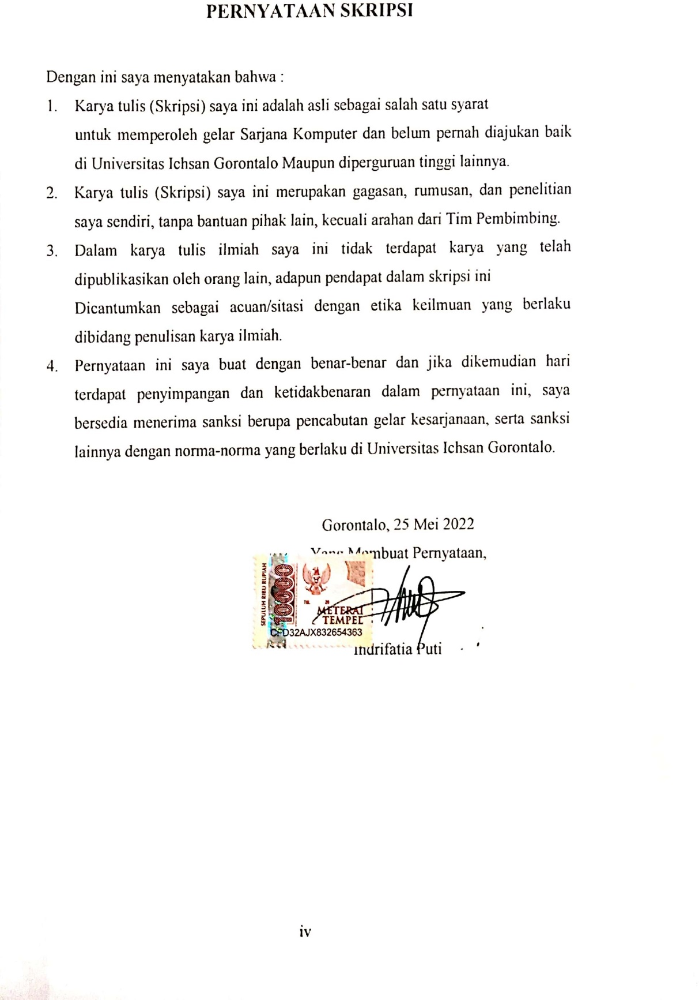 PERNYATAAN SKRIPSI
Dengan ini saya menyatakan bahwa :
1. Karya tulis (Skripsi) saya ini adalah asli sebagai salah satu syarat
untuk memperoleh gelar Sarjana Komputer dan belum pernah diajukan baik
di Universitas Ichsan Gorontalo Maupun diperguruan tinggi lainnya.
2. Karya tulis (Skripsi) saya ini merupakan gagasan, rumusan, dan penelitian
saya sendiri, tanpa bantuan pihak lain, kecuali arahan dari Tim Pembimbing.
3. Dalam karya tulis ilmiah saya ini tidak terdapat karya yang telah
dipublikasikan oleh orang lain, adapun pendapat dalam skripsi ini
Dicantumkan sebagai acuan/sitasi dengan etika keilmuan yang berlaku
dibidang penulisan karya ilmiah.
4. Pernyataan ini saya buat dengan benar-benar dan jika dikemudian hari
terdapat penyimpangan dan ketidakbenaran dalam pernyataan ini, saya
bersedia menerima sanksi berupa pencabutan gelar kesarjanaan, serta sanksi
lainnya dengan norma-norma yang berlaku di Universitas Ichsan Gorontalo.
Gorontalo, 25 Mei 2022
Yang Membuat Pernyataan,
SEPULUH RIBU RUPIAH
10000
TGL 20
METERAI
TEMPEL
CFD32AJX832654363
Indrifatia Puti
iv